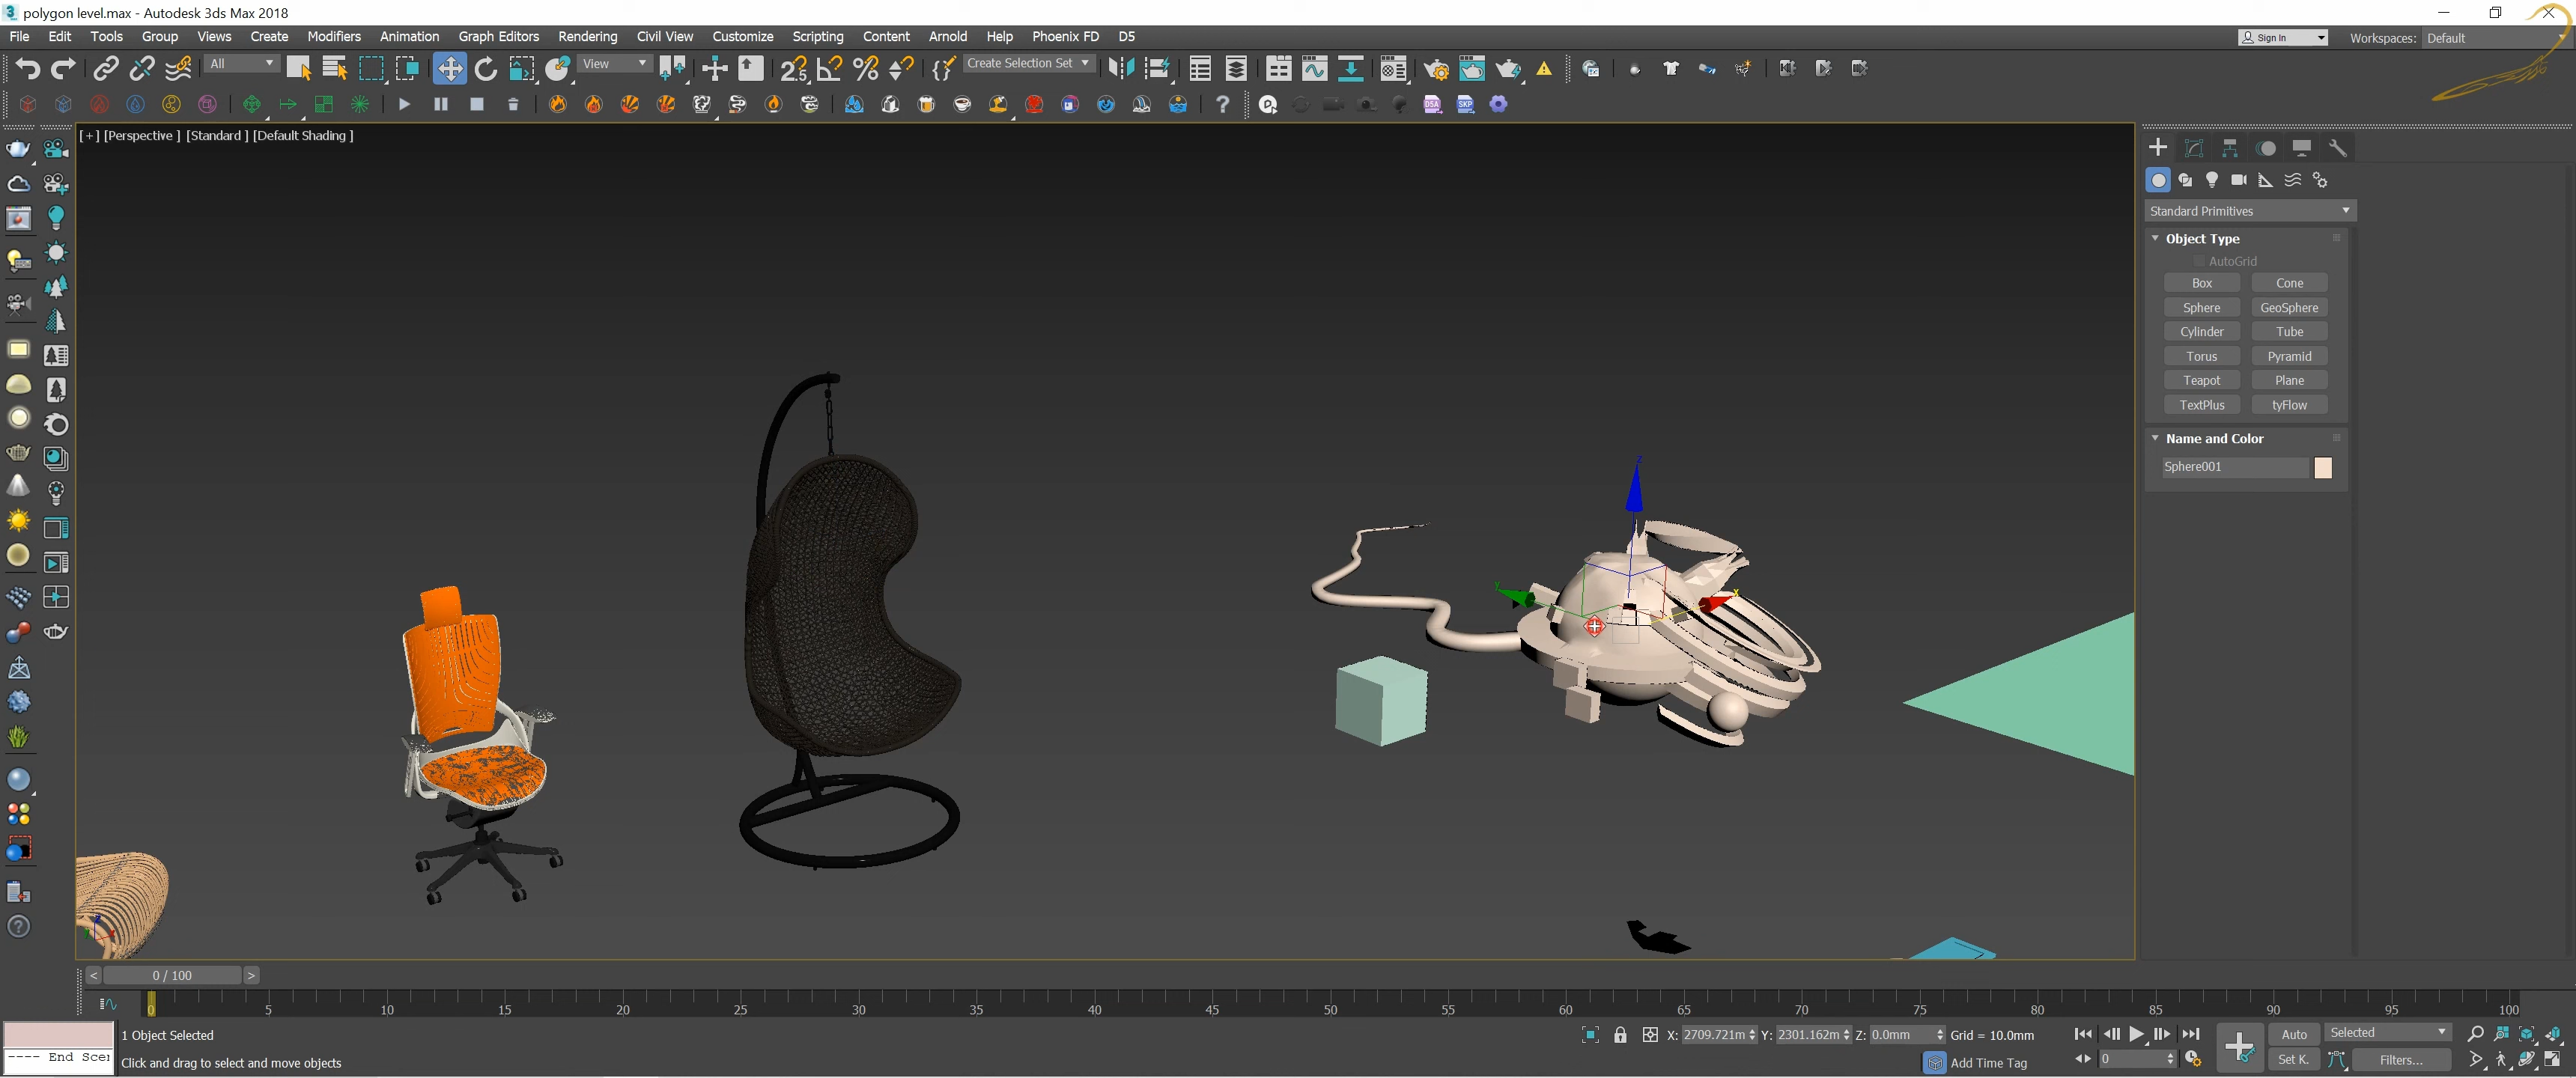 polygon level.max - Autodesk 3ds Max 2018
File Edit Tools Group Views Create Modifiers Animation Graph Editors Rendering Civil View Customize Scripting Content Arnold Help Phoenix FD D5
Sign In
Workspaces: Default
All
View
Create Selection Set
[+] [Perspective ] [Standard ] [Default Shading ]
Standard Primitives
Object Type
AutoGrid
Box Cone
Sphere GeoSphere
Cylinder Tube
Torus Pyramid
Teapot Plane
TextPlus tyFlow
Name and Color
Sphere001
< 0 / 100 >
0 5 10 15 20 25 30 35 40 45 50 55 60 65 70 75 80 85 90 95 100
1 Object Selected
X: 2709.721m Y: 2301.162m Z: 0.0mm Grid = 10.0mm
Auto Selected
---- End Scer
Click and drag to select and move objects
Add Time Tag
0
Set K. Filters...